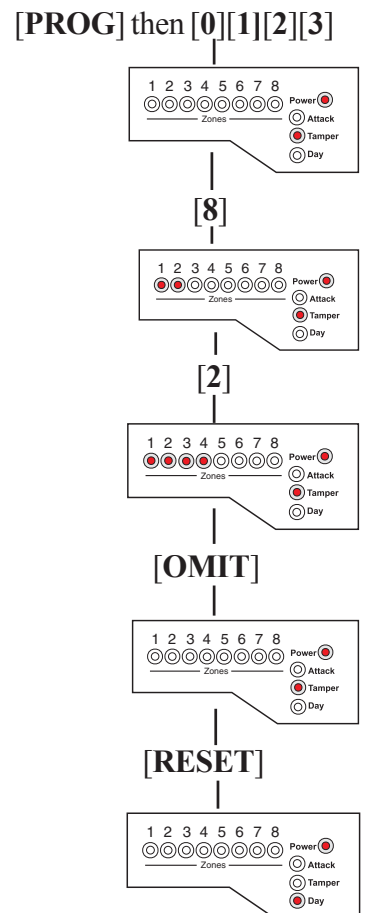 [PROG] then [0][1][2][3]
1 2 3 4 5 6 7 8
Power
Attack
Zones
Tamper
Day
[8]
1 2 3 4 5 6 7 8
Power
Attack
Zones
Tamper
Day
[2]
1 2 3 4 5 6 7 8
Power
Attack
Zones
Tamper
Day
[OMIT]
1 2 3 4 5 6 7 8
Power
Attack
Zones
Tamper
Day
[RESET]
1 2 3 4 5 6 7 8
Power
Attack
Zones
Tamper
Day